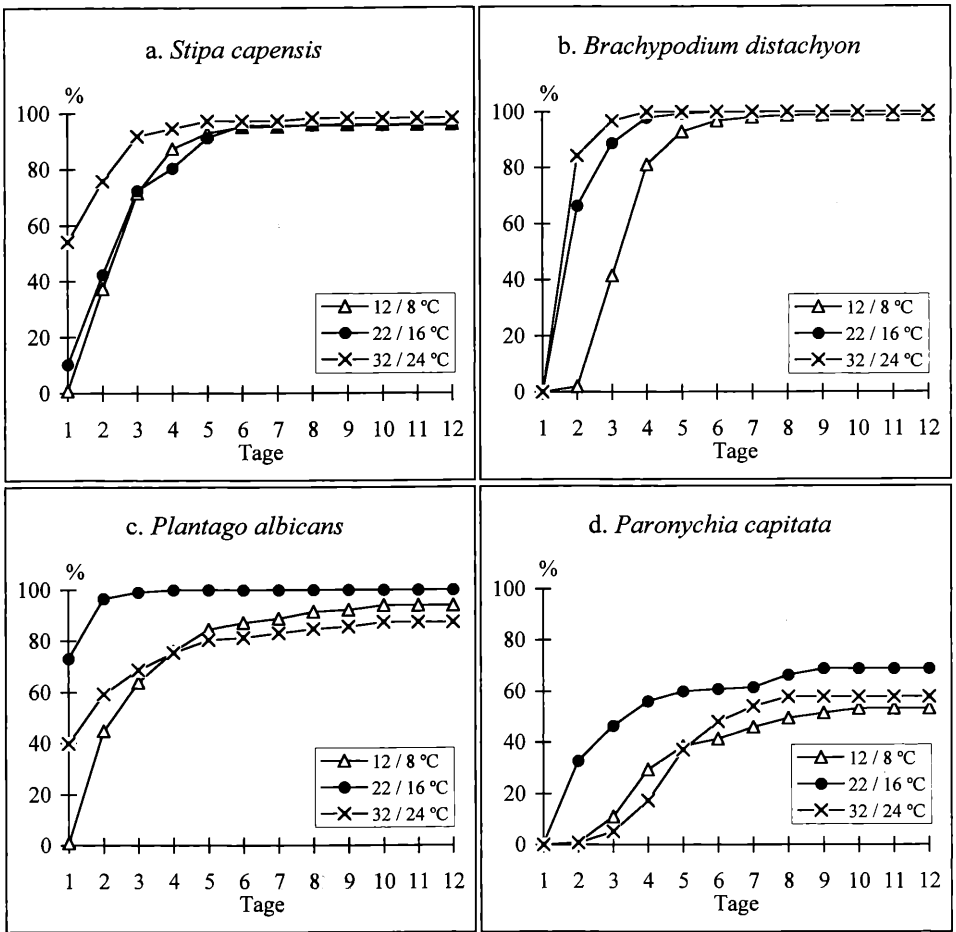 a. Stipa capensis
%
100
80
60
40
20
0
12 / 8 °C
22 / 16 °C
32 / 24 °C
1 2 3 4 5 6 7 8 9 10 11 12
Tage
b. Brachypodium distachyon
%
100
80
60
40
20
0
12 / 8 °C
22 / 16 °C
32 / 24 °C
1 2 3 4 5 6 7 8 9 10 11 12
Tage
c. Plantago albicans
%
100
80
60
40
20
0
12 / 8 °C
22 / 16 °C
32 / 24 °C
1 2 3 4 5 6 7 8 9 10 11 12
Tage
d. Paronychia capitata
%
100
80
60
40
20
0
12 / 8 °C
22 / 16 °C
32 / 24 °C
1 2 3 4 5 6 7 8 9 10 11 12
Tage